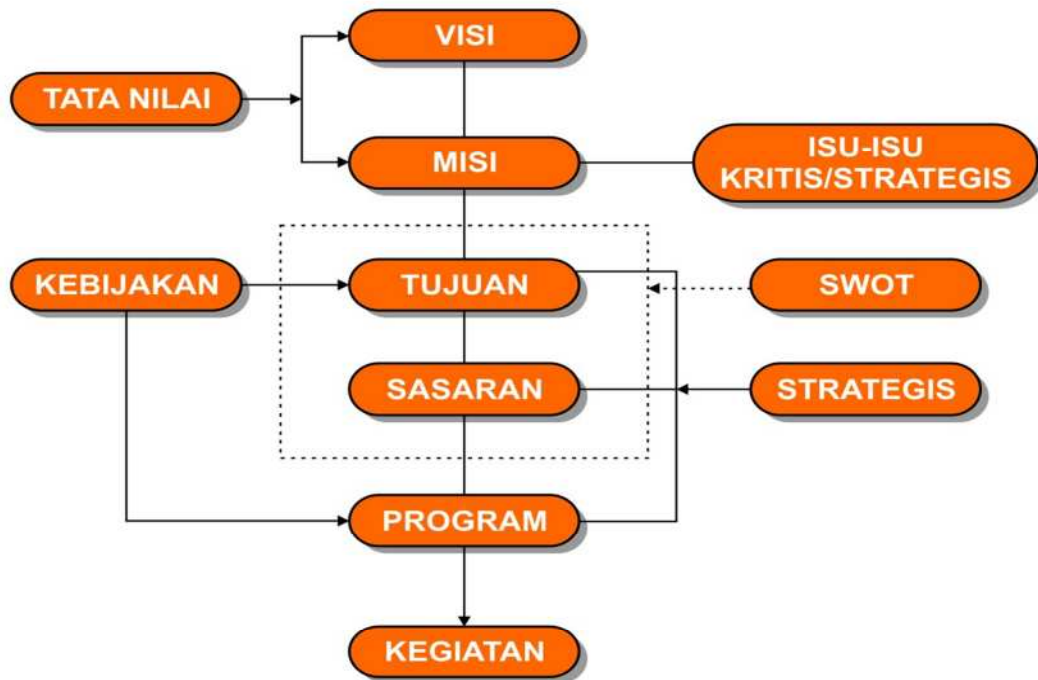 VISI
TATA NILAI
MISI
ISU-ISU
KRITIS/STRATEGIS
KEBIJAKAN
TUJUAN
SWOT
SASARAN
STRATEGIS
PROGRAM
KEGIATAN